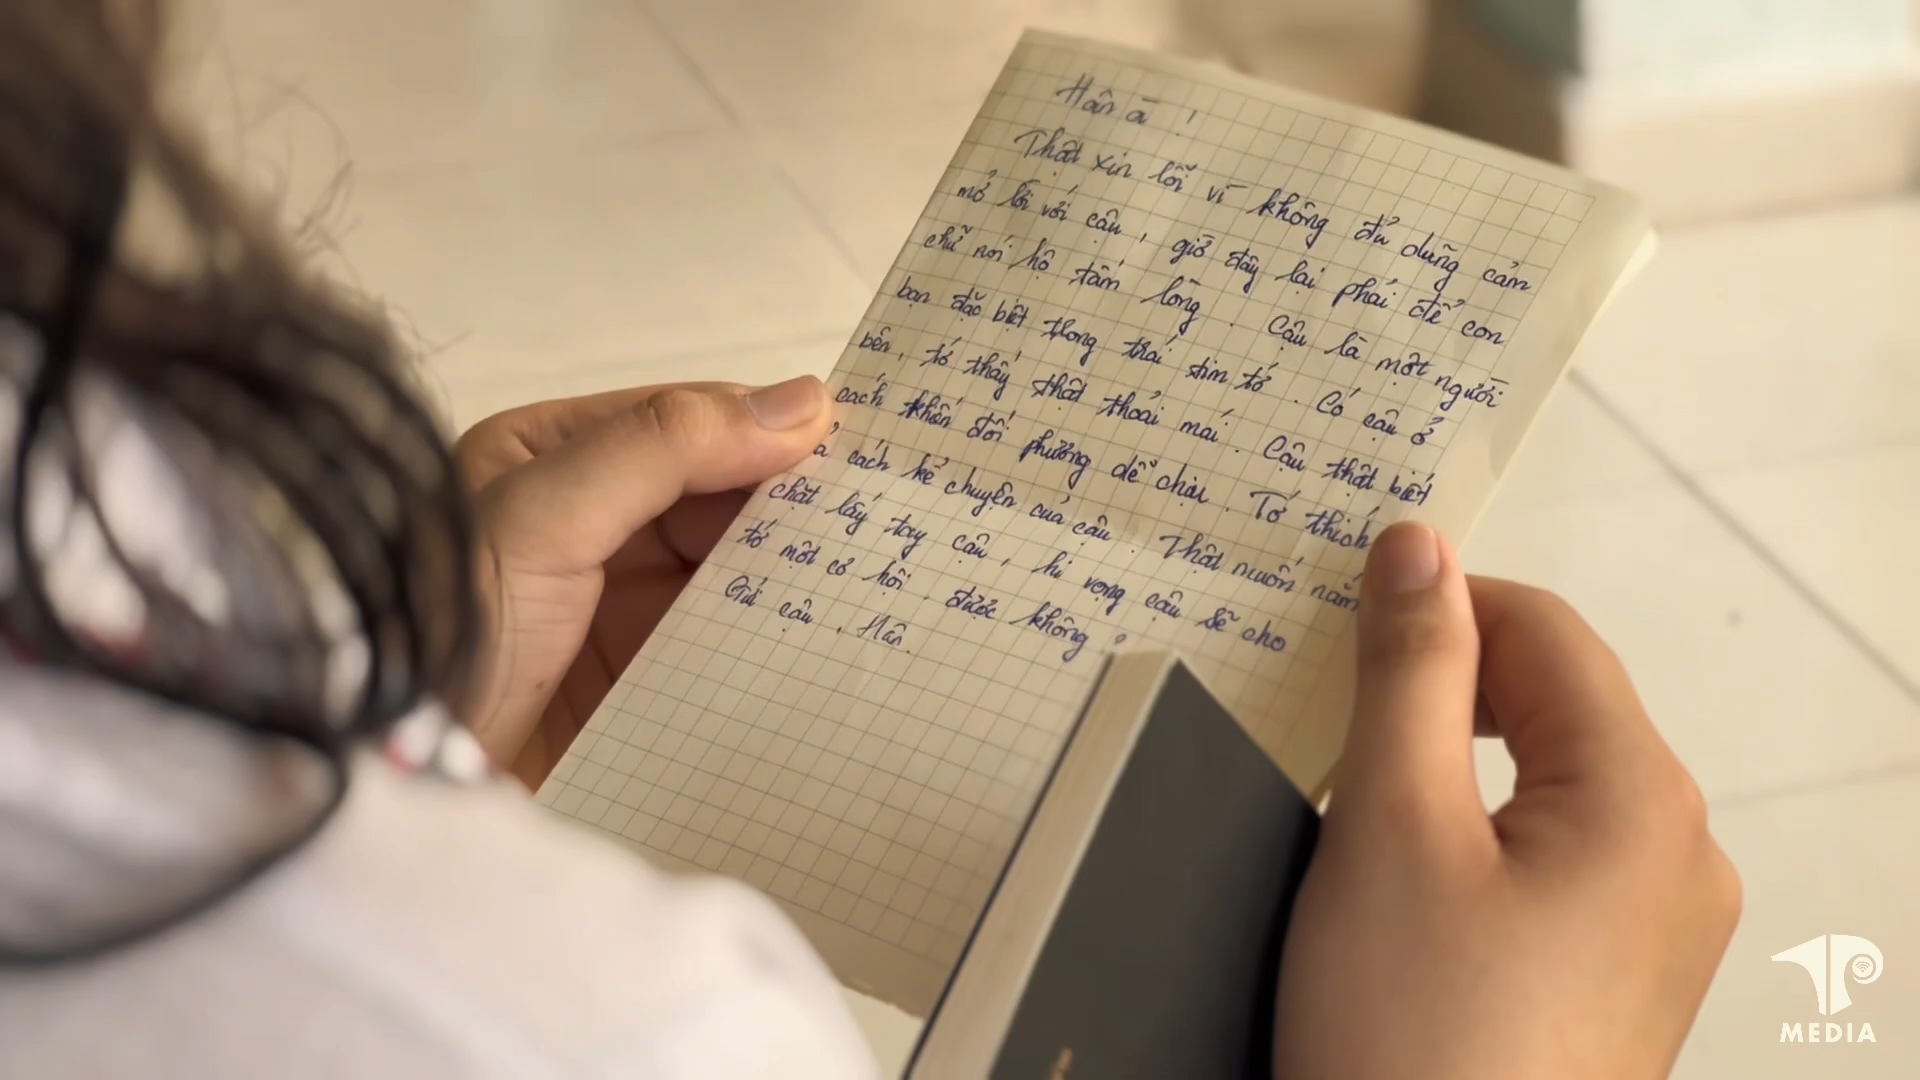 Hân à !
Thật xin lỗi vì không đủ dũng cảm
mở lời với cậu, giờ đây lại phải để con
chữ nói hộ tấm lòng. Cậu là một người
bạn đặc biệt trong trái tim tớ. Có cậu ở
bên, tớ thấy thật thoải mái. Cậu thật biết
cách khiến đối phương dễ chịu. Tớ thích
ả cách kể chuyện của cậu. Thật muốn nắm
chặt lấy tay cậu, hi vọng cậu sẽ cho
tớ một cơ hội, được không?
Gửi cậu, Hân.
MEDIA